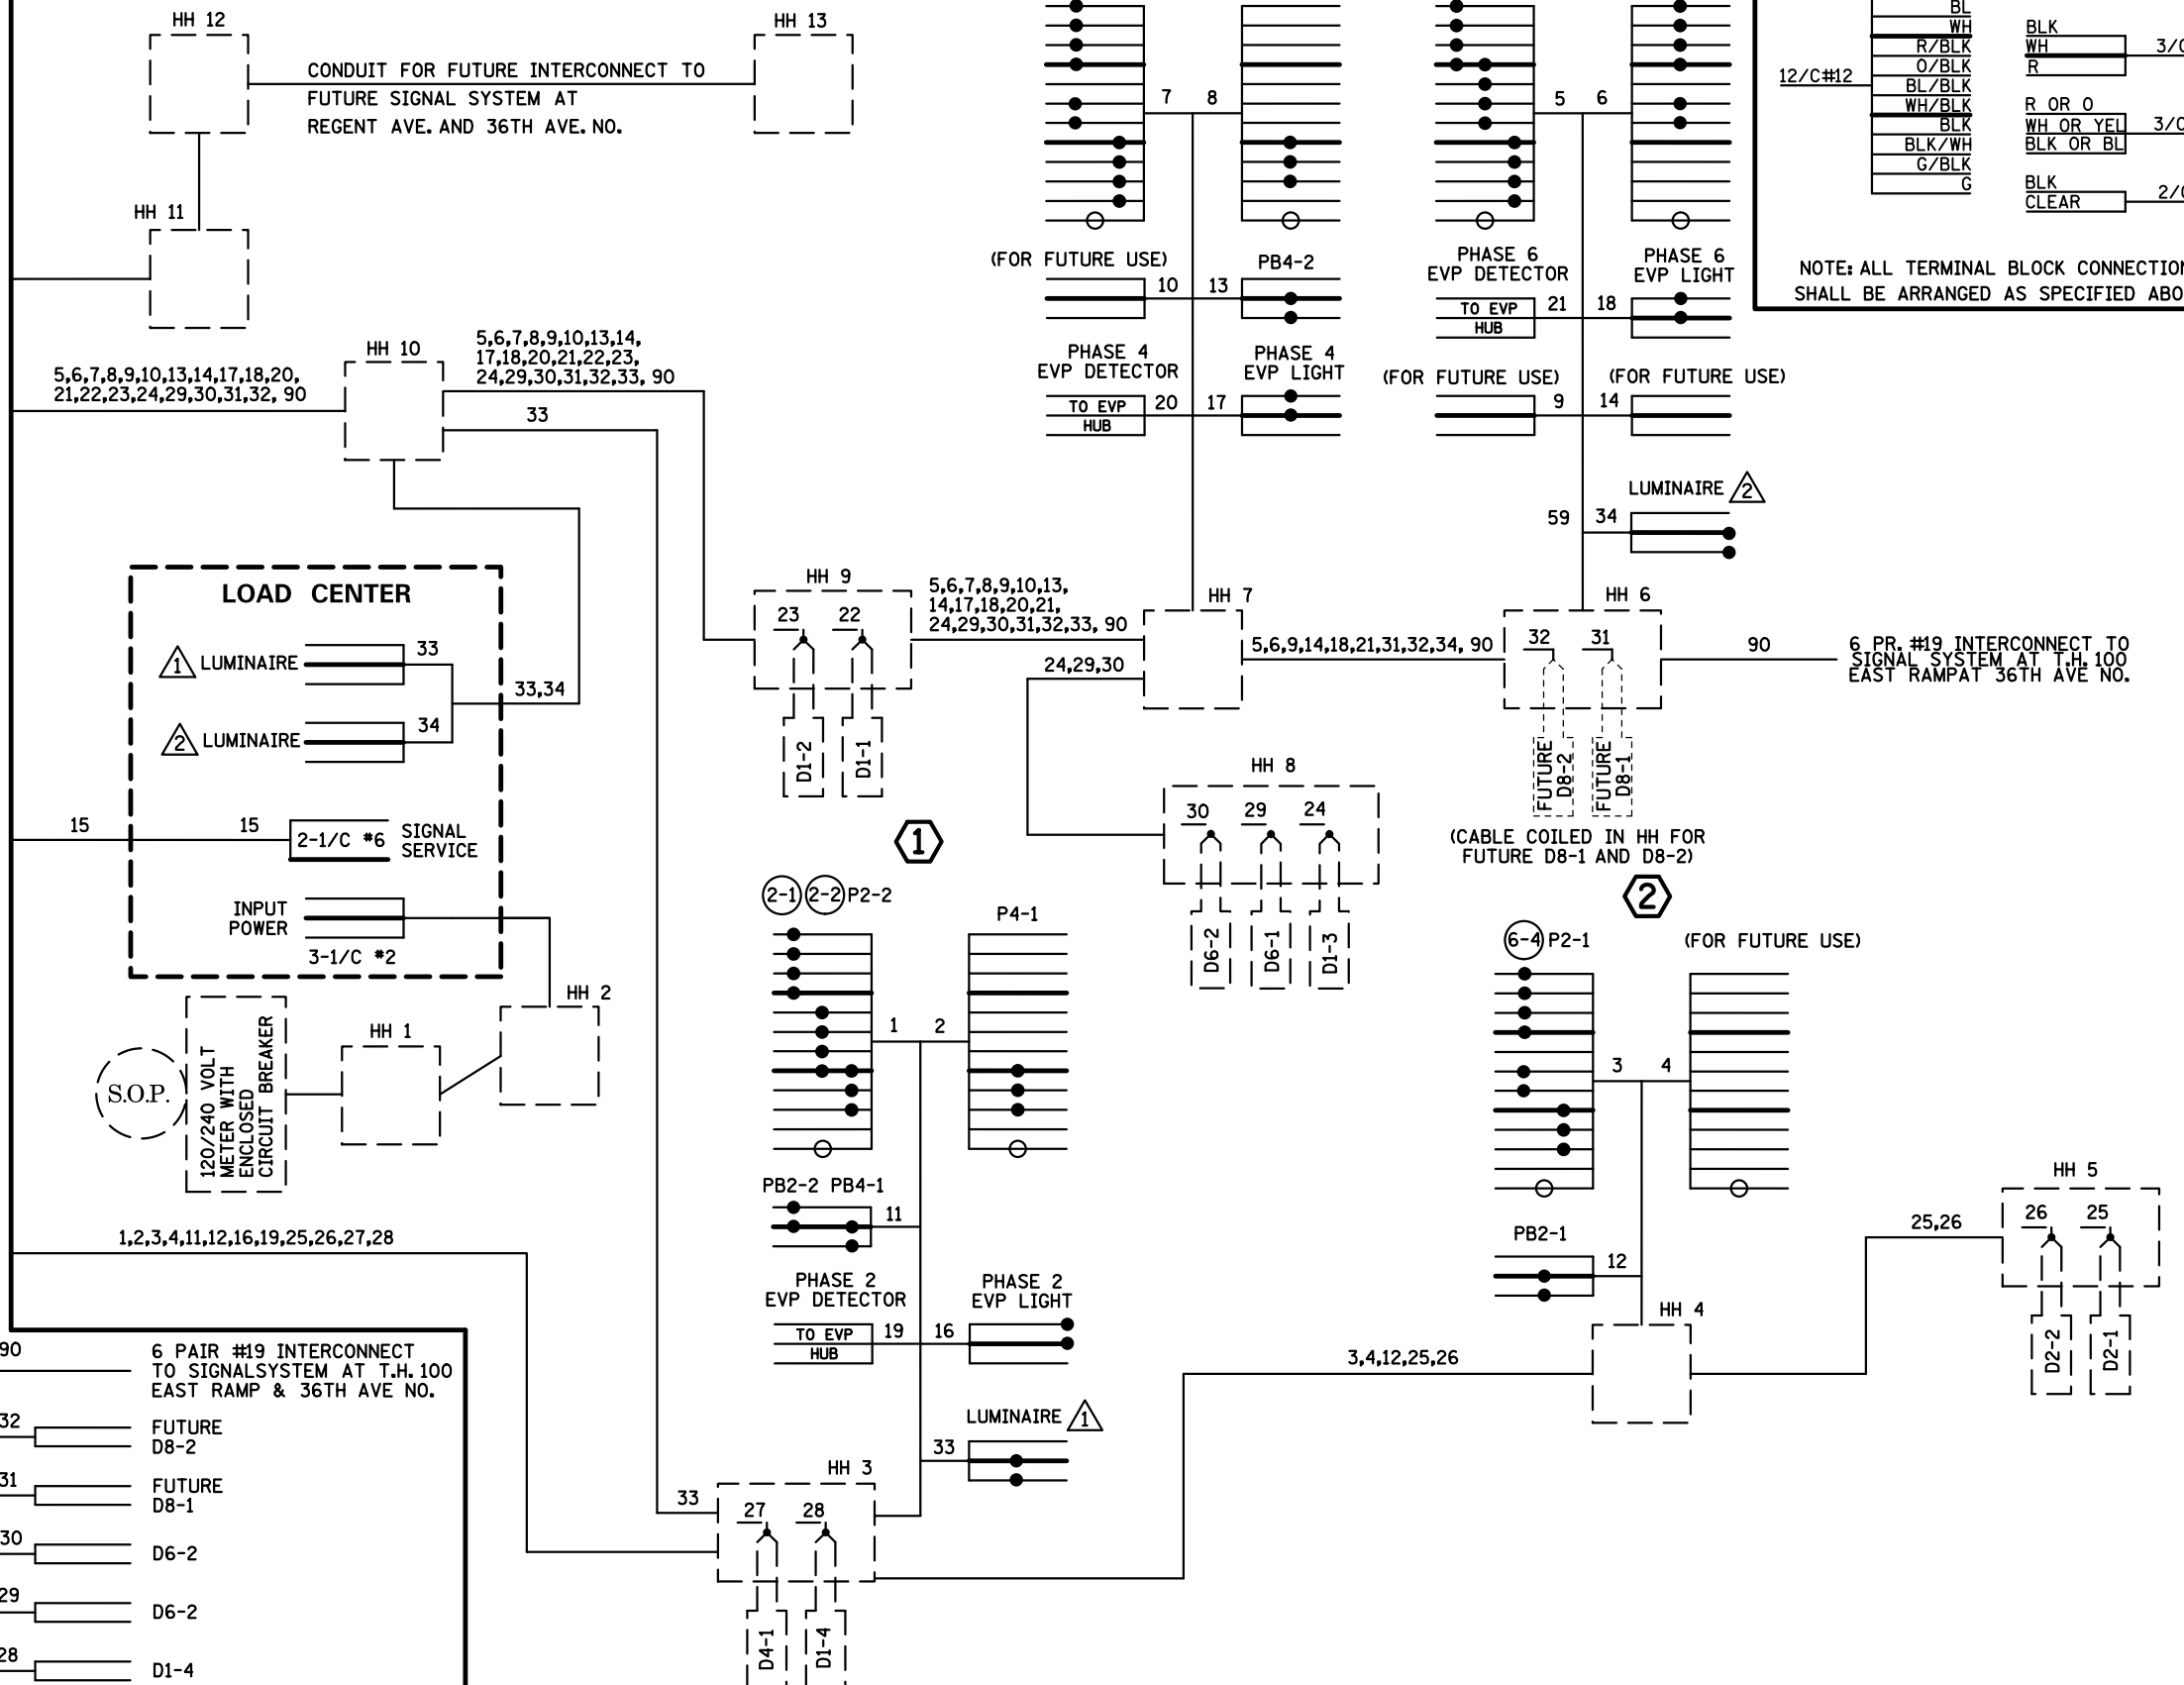 HH 12
HH 13
CONDUIT FOR FUTURE INTERCONNECT TO
FUTURE SIGNAL SYSTEM AT
REGENT AVE. AND 36TH AVE. NO.
HH 11
7
8
5
6
BL
WH
R/BLK
O/BLK
BL/BLK
WH/BLK
BLK
BLK/WH
G/BLK
G
12/C#12
BLK
WH
R
R OR O
WH OR YEL
BLK OR BL
BLK
CLEAR
NOTE: ALL TERMINAL BLOCK CONNECTION
SHALL BE ARRANGED AS SPECIFIED ABO
(FOR FUTURE USE)
10
13
PB4-2
PHASE 6
EVP DETECTOR
TO EVP
HUB
21
18
PHASE 6
EVP LIGHT
PHASE 4
EVP DETECTOR
TO EVP
HUB
20
17
PHASE 4
EVP LIGHT
(FOR FUTURE USE)
9
14
(FOR FUTURE USE)
HH 10
5,6,7,8,9,10,13,14,17,18,20,
21,22,23,24,29,30,31,32, 90
5,6,7,8,9,10,13,14,
17,18,20,21,22,23,
24,29,30,31,32,33, 90
33
59
34
LUMINAIRE 2
LOAD CENTER
1 LUMINAIRE
33
2 LUMINAIRE
34
33,34
15
15
2-1/C #6
SIGNAL
SERVICE
INPUT
POWER
3-1/C #2
HH 9
23
22
D1-2
D1-1
5,6,7,8,9,10,13,
14,17,18,20,21,
24,29,30,31,32,33, 90
24,29,30
HH 7
5,6,9,14,18,21,31,32,34, 90
HH 6
32
31
FUTURE
D8-2
FUTURE
D8-1
90
6 PR. #19 INTERCONNECT TO
SIGNAL SYSTEM AT T.H. 100
EAST RAMPAT 36TH AVE NO.
(CABLE COILED IN HH FOR
FUTURE D8-1 AND D8-2)
HH 8
30
29
24
D6-2
D6-1
D1-3
1
2
2-1
2-2
P2-2
P4-1
1
2
6-4
P2-1
(FOR FUTURE USE)
3
4
HH 2
HH 1
S.O.P.
120/240 VOLT
METER WITH
ENCLOSED
CIRCUIT BREAKER
PB2-2 PB4-1
11
PB2-1
12
HH 4
HH 5
26
25
D2-2
D2-1
25,26
1,2,3,4,11,12,16,19,25,26,27,28
PHASE 2
EVP DETECTOR
TO EVP
HUB
19
16
PHASE 2
EVP LIGHT
3,4,12,25,26
LUMINAIRE 1
33
HH 3
33
27
28
D4-1
D1-4
90
6 PAIR #19 INTERCONNECT
TO SIGNALSYSTEM AT T.H. 100
EAST RAMP & 36TH AVE NO.
32
FUTURE
D8-2
31
FUTURE
D8-1
30
D6-2
29
D6-2
28
D1-4